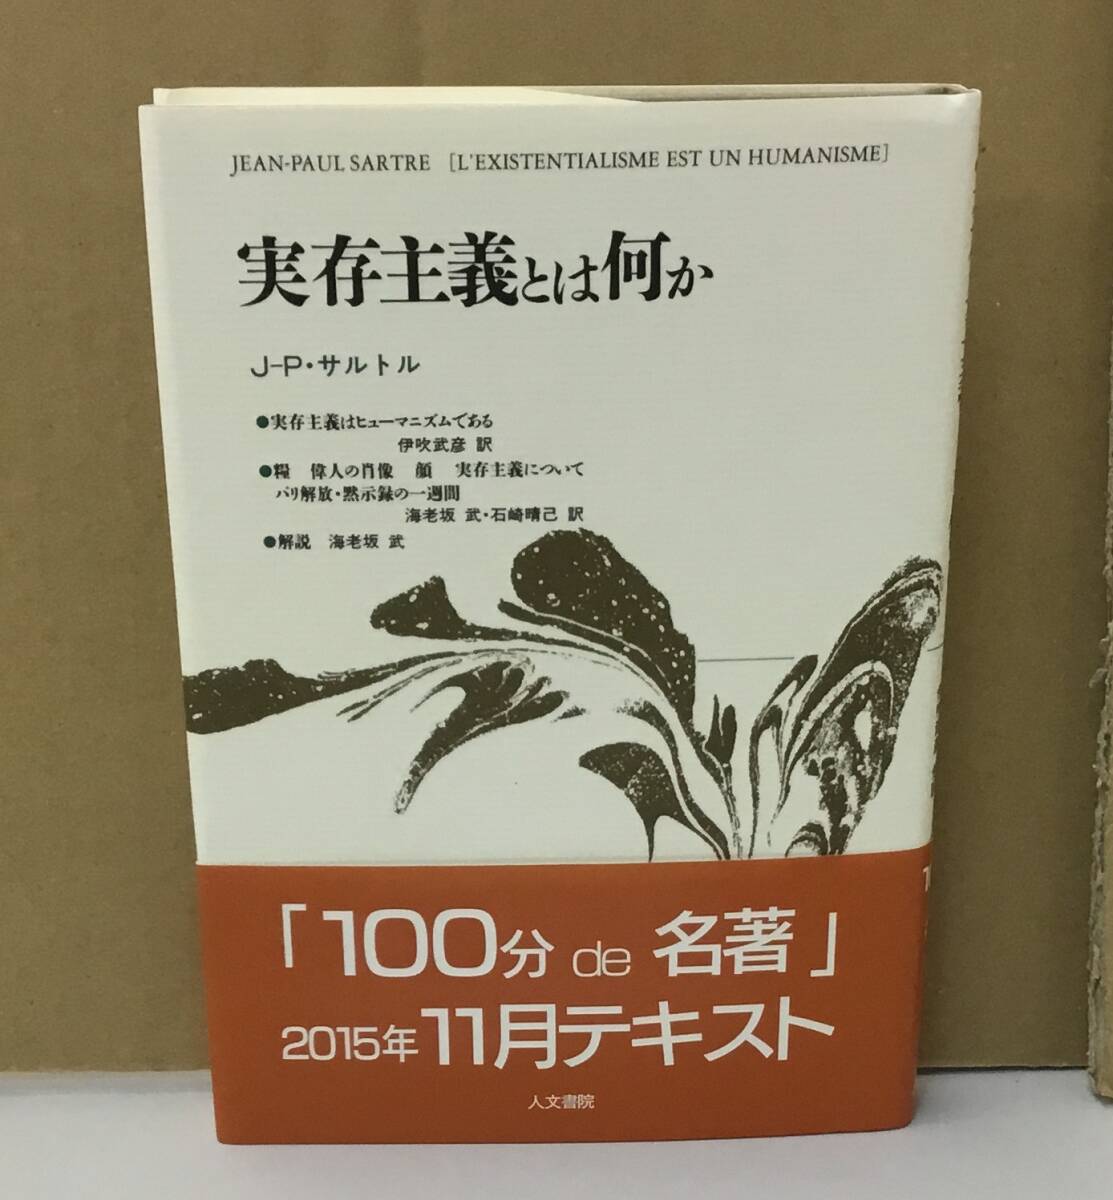 JEAN-PAUL SARTRE [L'EXISTENTIALISME EST UN HUMANISME]
実存主義とは何か
J-P・サルトル
●実存主義はヒューマニズムである
伊吹武彦 訳
●糧 偉人の肖像 顔 実存主義について
パリ解放・黙示録の一週間
海老坂 武・石崎晴己 訳
●解説 海老坂 武
「100分 de 名著」
2015年 11月テキスト
人文書院